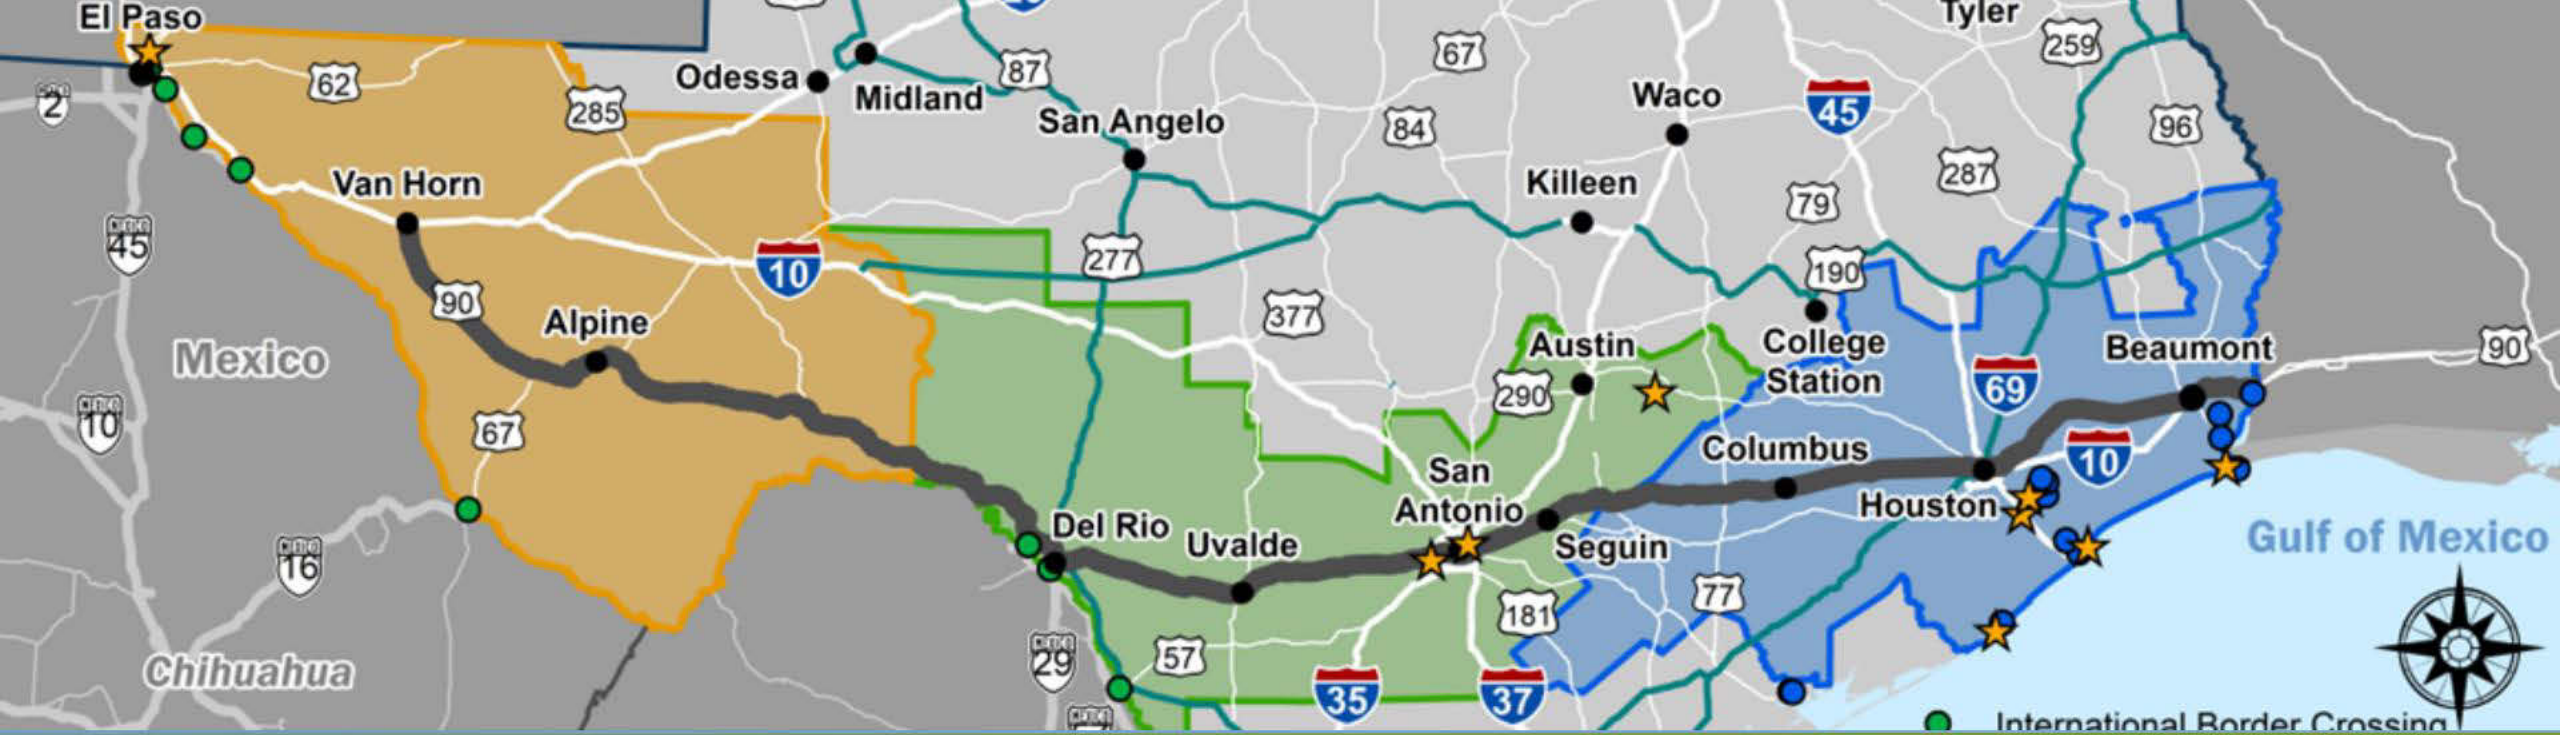 El Paso
Tyler
259
62
Odessa
87
67
2
Midland
Waco
45
285
San Angelo
84
96
Van Horn
Killeen
287
79
45
277
190
10
90
377
Alpine
Austin
College
Station
Beaumont
90
Mexico
290
69
10
67
Columbus
10
San
Antonio
Houston
Del Rio
Uvalde
Seguin
Gulf of Mexico
16
77
181
29
57
Chihuahua
35
37
International Border Crossing